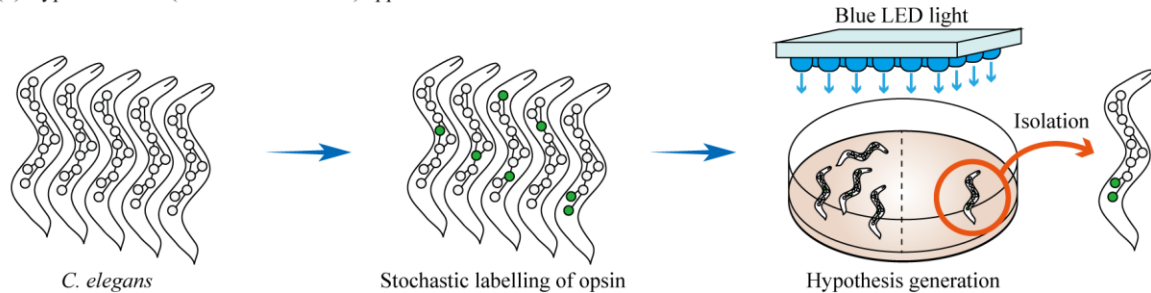 Blue LED light
Isolation
C. elegans
Stochastic labelling of opsin
Hypothesis generation